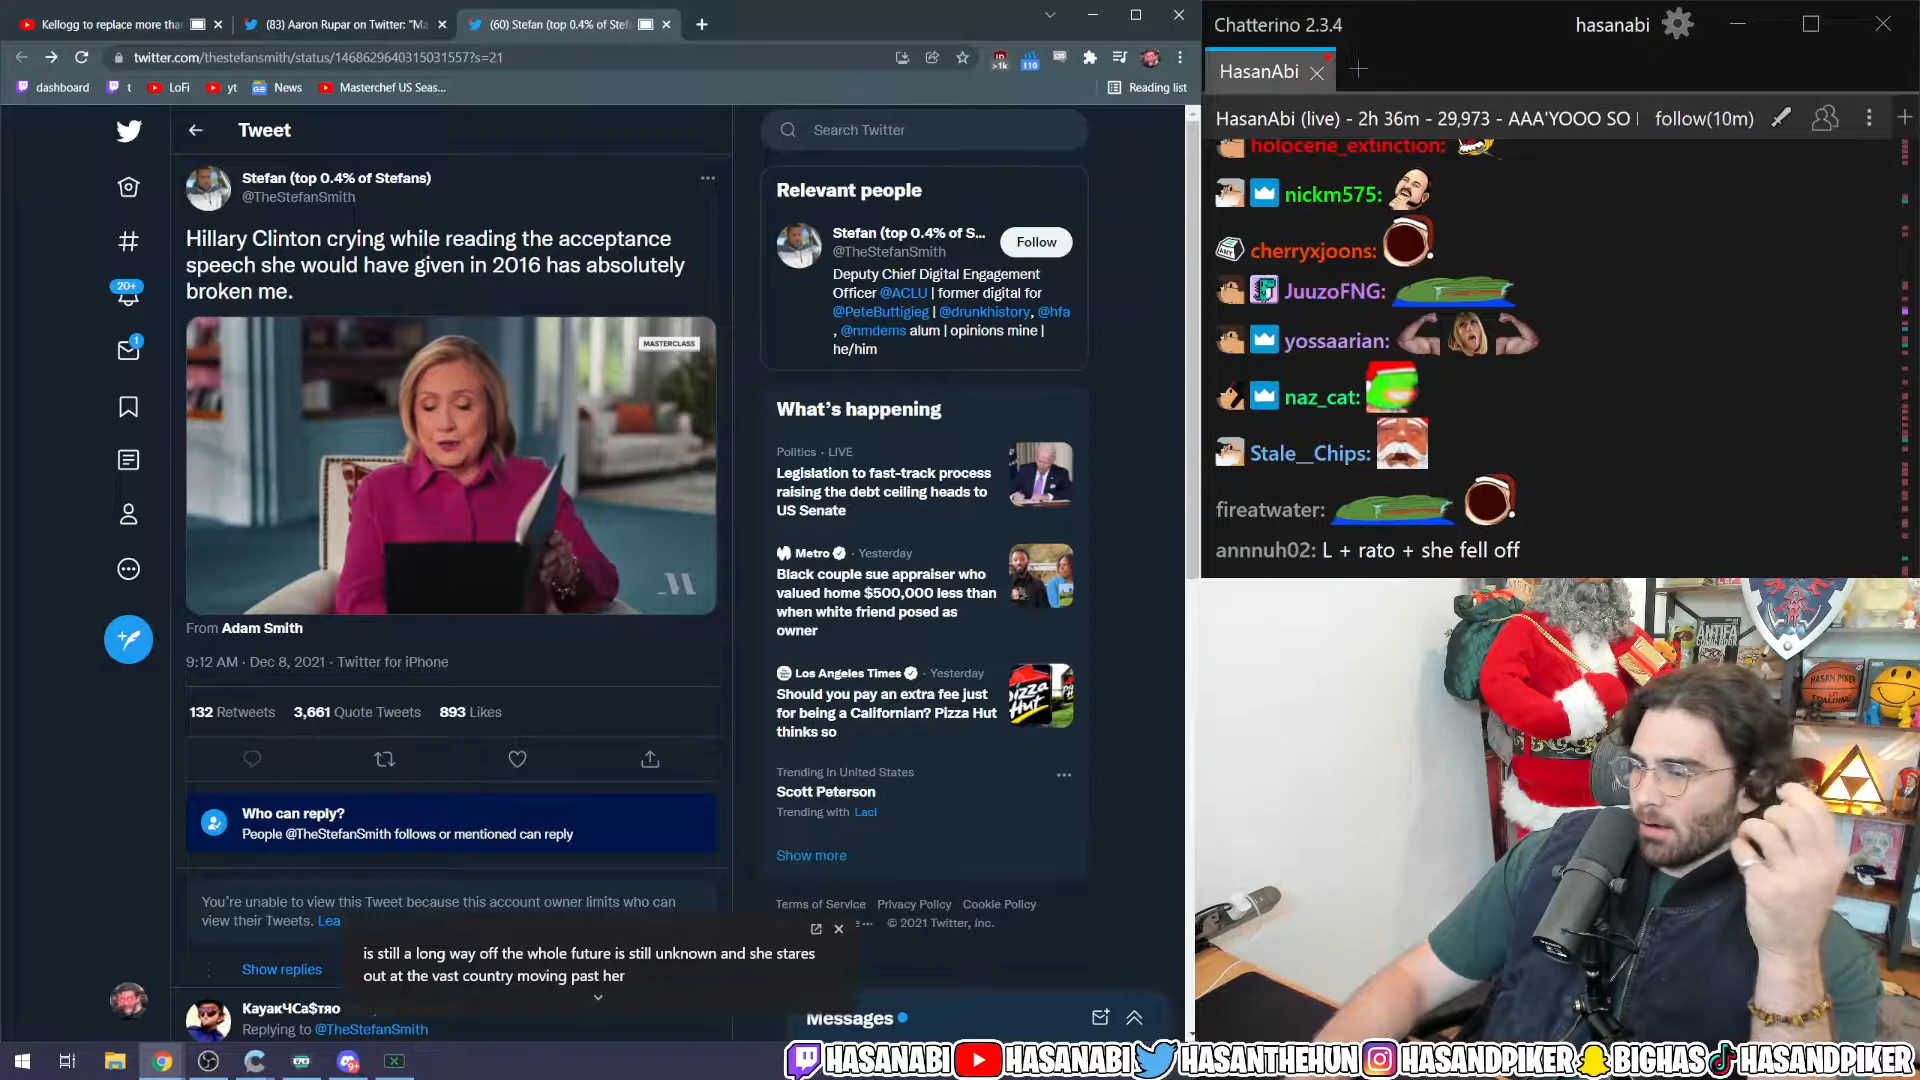 Kellogg to replace more tha
(83) Aaron Rupar on Twitter: "Ma
(60) Stefan (top 0.4% of Stef
twitter.com/thestefansmith/status/1468629640315031557?s=21
>1k
110
dashboard
t
LoFi
yt
News
Masterchef US Seas...
Reading list
Tweet
Stefan (top 0.4% of Stefans)
@TheStefanSmith
Hillary Clinton crying while reading the acceptance
speech she would have given in 2016 has absolutely
broken me.
MASTERCLASS
From Adam Smith
9:12 AM · Dec 8, 2021 · Twitter for iPhone
132 Retweets 3,661 Quote Tweets 893 Likes
Who can reply?
People @TheStefanSmith follows or mentioned can reply
You're unable to view this Tweet because this account owner limits who can
view their Tweets. Lea
Show replies
КаyакЧCа$тяо
Replying to @TheStefanSmith
20+
1
is still a long way off the whole future is still unknown and she stares
out at the vast country moving past her
Search Twitter
Relevant people
Stefan (top 0.4% of S...
@TheStefanSmith
Follow
Deputy Chief Digital Engagement
Officer @ACLU | former digital for
@PeteButtigieg | @drunkhistory, @hfa
, @nmdems alum | opinions mine |
he/him
What's happening
Politics · LIVE
Legislation to fast-track process
raising the debt ceiling heads to
US Senate
Metro · Yesterday
Black couple sue appraiser who
valued home $500,000 less than
when white friend posed as
owner
Los Angeles Times · Yesterday
Should you pay an extra fee just
for being a Californian? Pizza Hut
thinks so
Pizza Hut
Trending in United States
Scott Peterson
Trending with Laci
Show more
Terms of Service Privacy Policy Cookie Policy
© 2021 Twitter, Inc.
Messages
Chatterino 2.3.4
hasanabi
HasanAbi
HasanAbi (live) - 2h 36m - 29,973 - AAA'YOOO SO
follow(10m)
holocene_extinction:
nickm575:
cherryxjoons:
JuuzoFNG:
yossaarian:
naz_cat:
Stale__Chips:
fireatwater:
annnuh02: L + rato + she fell off
ANTIFA
COMIC BOOK
HASAN PIKER
SPALDING
HASANABI HASANABI HASANTHEHUN HASANDPIKER BIGHAS HASANDPIKER